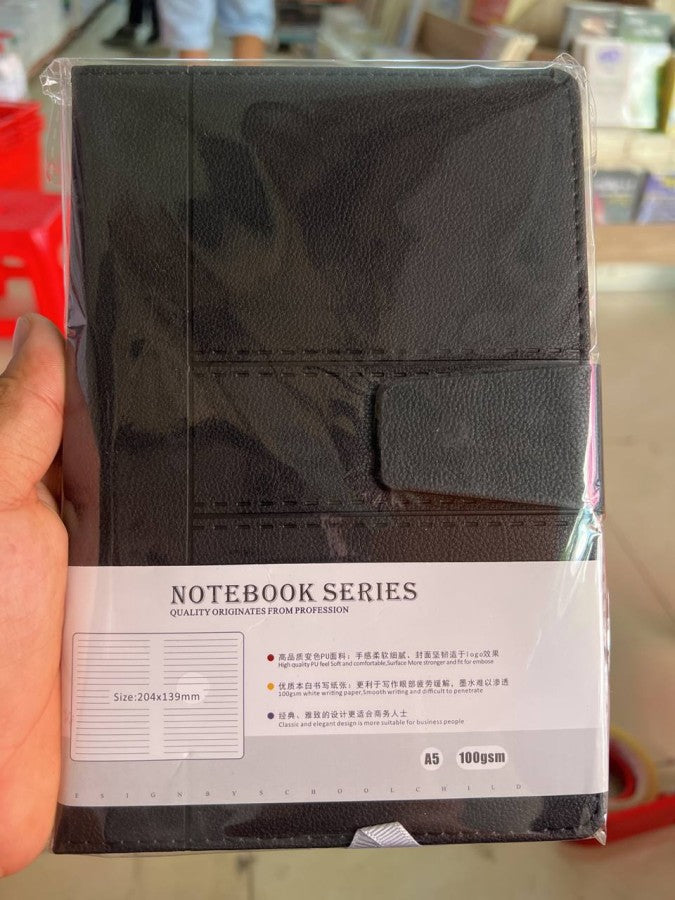 NOTEBOOK SERIES
QUALITY ORIGINATES FROM PROFESSION
Size:204x139mm
高品质变色PU面料：手感柔软细腻，封面坚韧适于logo效果
High quality PU feel Soft and comfortable,Surface More stronger and fit for embose
优质本白书写纸张：更利于写作眼部疲劳缓解，墨水难以渗透
100gsm white writing paper,Smooth writing and difficult to penetrate
经典、雅致的设计更适合商务人士
Classic and elegant design is more suitable for business people
A5 100gsm
E S I G N B Y S C H O O L C H I L D